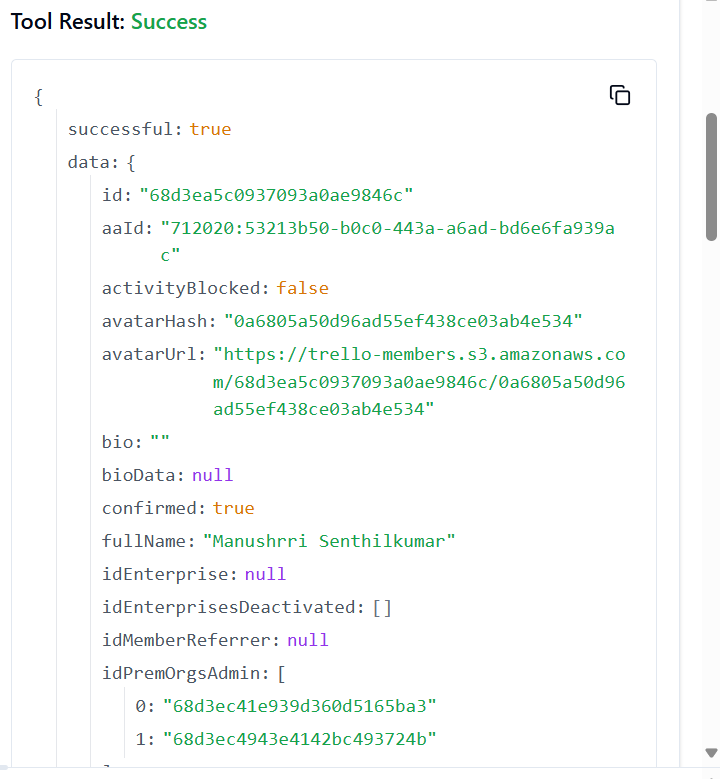 Tool Result: Success
{
successful: true
data: {
id: "68d3ea5c0937093a0ae9846c"
aaId: "712020:53213b50-b0c0-443a-a6ad-bd6e6fa939a
c"
activityBlocked: false
avatarHash: "0a6805a50d96ad55ef438ce03ab4e534"
avatarUrl: "https://trello-members.s3.amazonaws.co
m/68d3ea5c0937093a0ae9846c/0a6805a50d96
ad55ef438ce03ab4e534"
bio: ""
bioData: null
confirmed: true
fullName: "Manushrri Senthilkumar"
idEnterprise: null
idEnterprisesDeactivated: []
idMemberReferrer: null
idPremOrgsAdmin: [
0: "68d3ec41e939d360d5165ba3"
1: "68d3ec4943e4142bc493724b"